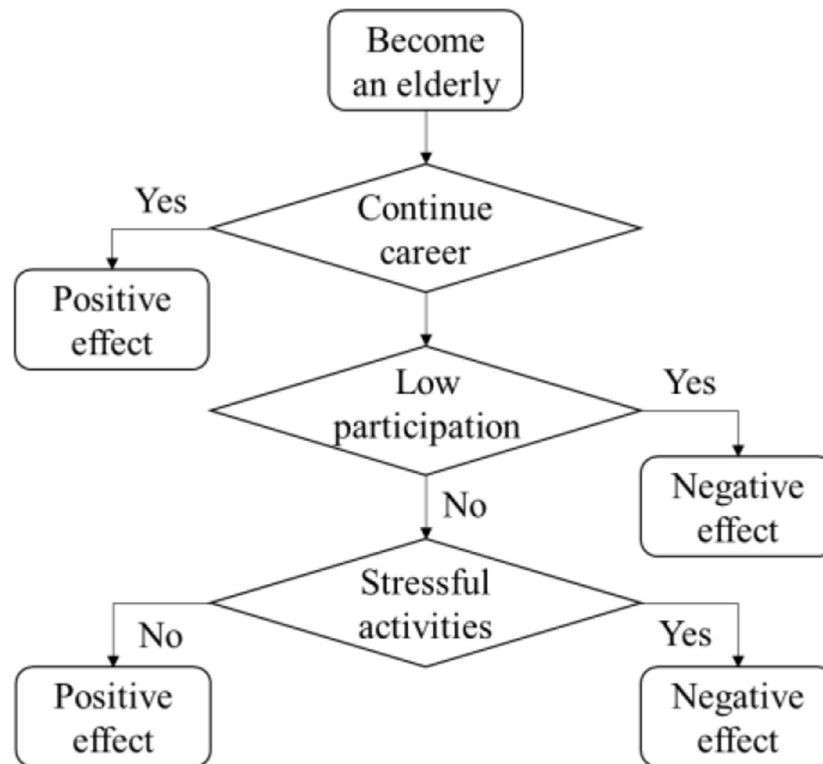 Become
an elderly
Yes
Continue
career
Positive
effect
Low
participation
Yes
Negative
effect
No
Stressful
activities
No
Yes
Positive
effect
Negative
effect